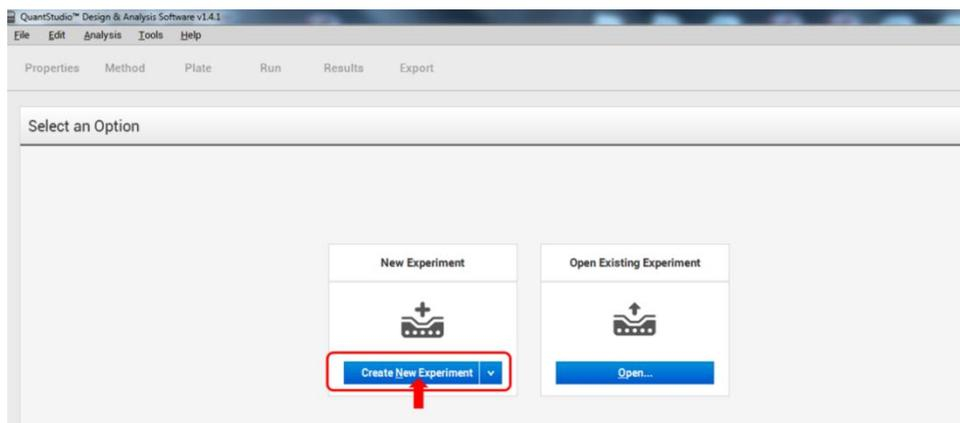 QuantStudio™ Design & Analysis Software v1.4.1
File Edit Analysis Tools Help
Properties Method Plate Run Results Export
Select an Option
New Experiment Open Existing Experiment
Create New Experiment Open...